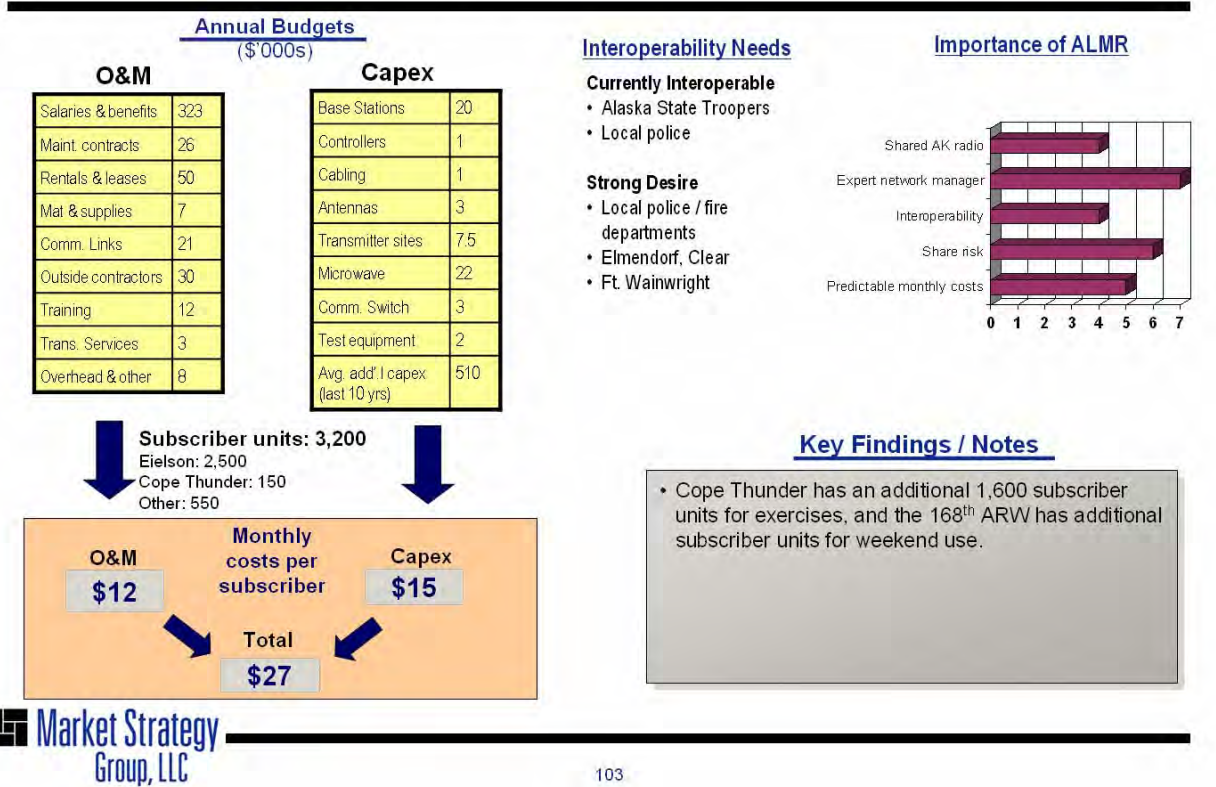 Annual Budgets
($'000s)
O&M
Salaries & benefits 323
Maint. contracts 26
Rentals & leases 50
Mat & supplies 7
Comm. Links 21
Outside contractors 30
Training 12
Trans. Services 3
Overhead & other 8
Capex
Base Stations 20
Controllers 1
Cabling 1
Antennas 3
Transmitter sites 7.5
Microwave 22
Comm. Switch 3
Test equipment 2
Avg. add'.l capex 510
(last 10 yrs)
Subscriber units: 3,200
Eielson: 2,500
Cope Thunder: 150
Other: 550
Monthly
costs per
subscriber
O&M
$12
Capex
$15
Total
$27
Interoperability Needs
Currently Interoperable
• Alaska State Troopers
• Local police
Strong Desire
• Local police / fire
departments
• Elmendorf, Clear
• Ft. Wainwright
Importance of ALMR
Shared AK radio
Expert network manager
Interoperability
Share risk
Predictable monthly costs
0 1 2 3 4 5 6 7
Key Findings / Notes
• Cope Thunder has an additional 1,600 subscriber
units for exercises, and the 168th ARW has additional
subscriber units for weekend use.
Market Strategy
Group, LLC
103